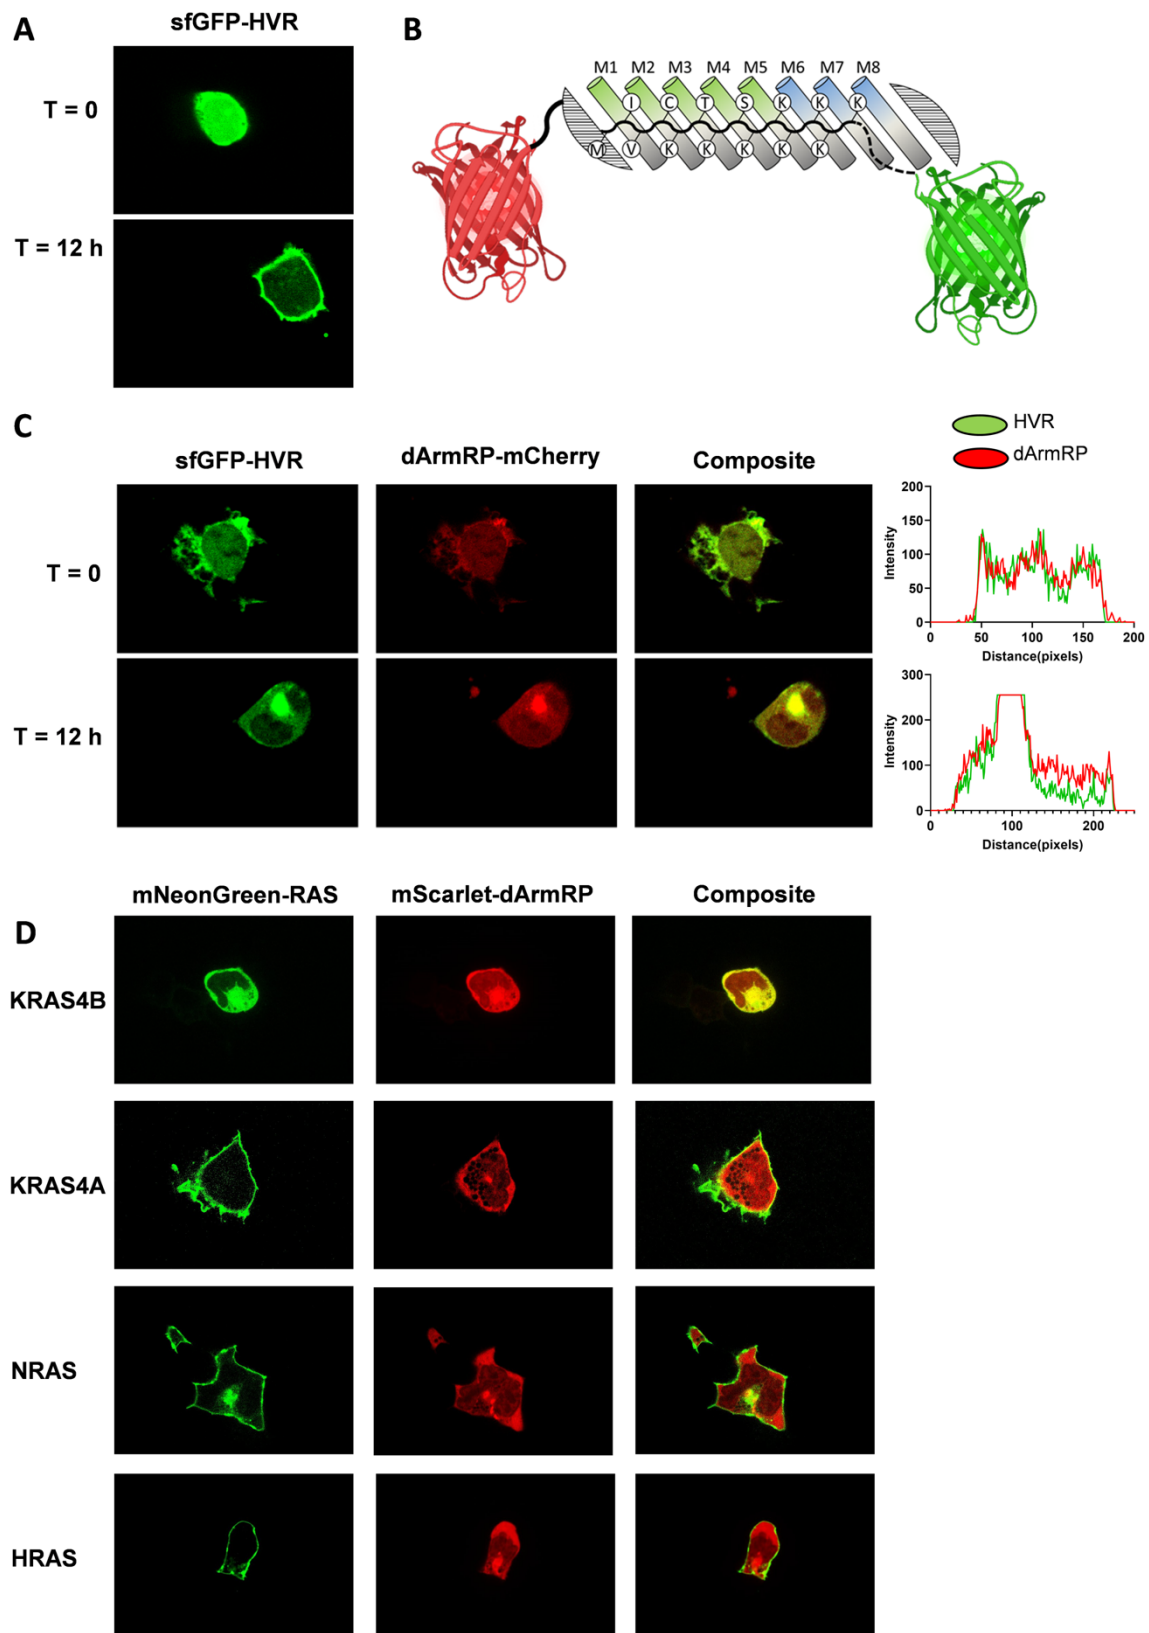 A
sfGFP-HVR
T = 0
T = 12 h
B
M1 M2 M3 M4 M5 M6 M7 M8
I C T S K K K
M V K K K K K
C
sfGFP-HVR dArmRP-mCherry Composite
T = 0
T = 12 h
HVR
dArmRP
200
150
100
50
0
Intensity
0 50 100 150 200
Distance(pixels)
300
200
100
0
Intensity
0 100 200
Distance(pixels)
mNeonGreen-RAS mScarlet-dArmRP Composite
D
KRAS4B
KRAS4A
NRAS
HRAS